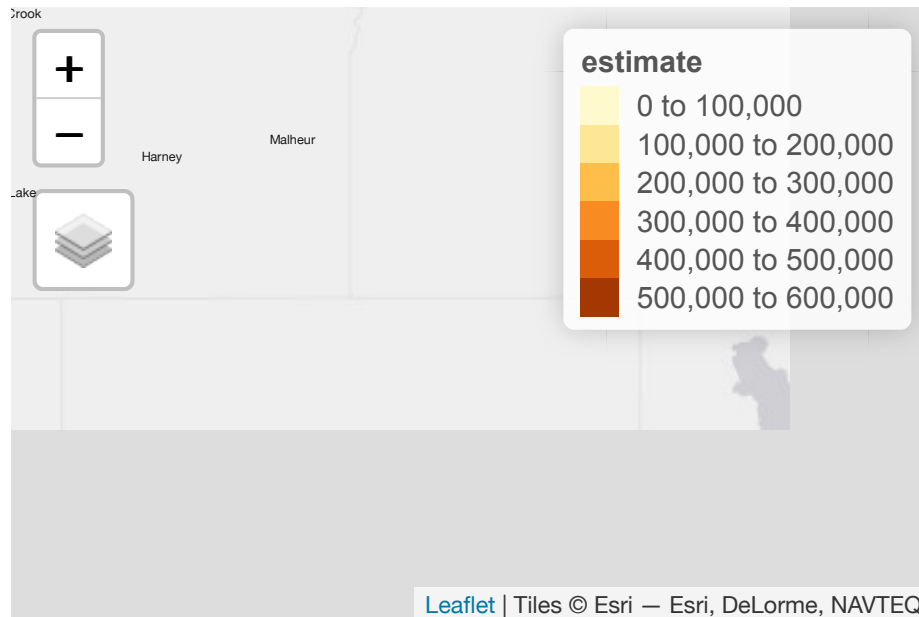 Crook
+
−
Harney
Malheur
Lake
estimate
0 to 100,000
100,000 to 200,000
200,000 to 300,000
300,000 to 400,000
400,000 to 500,000
500,000 to 600,000
Leaflet | Tiles © Esri — Esri, DeLorme, NAVTEQ